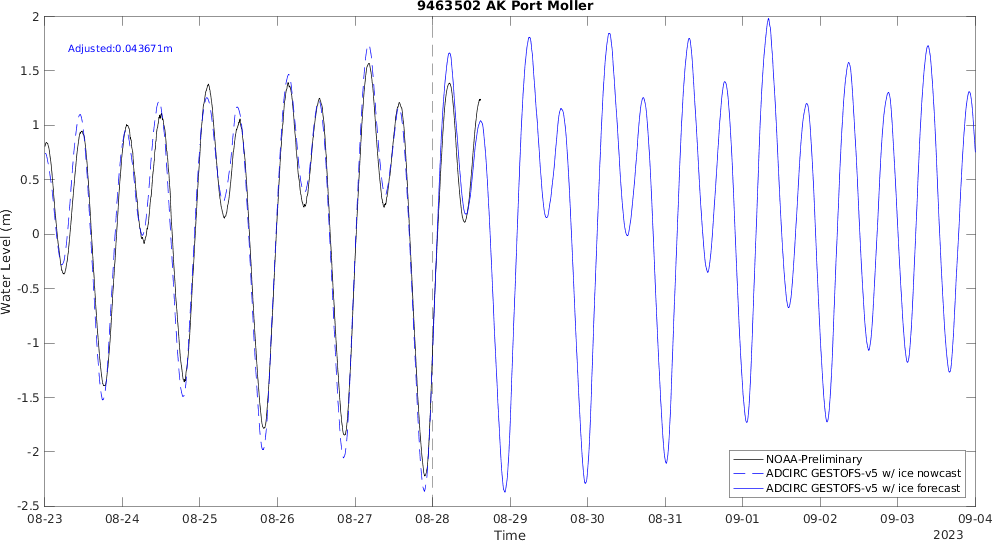 9463502 AK Port Moller
Adjusted:0.043671m
Water Level (m)
2
1.5
1
0.5
0
-0.5
-1
-1.5
-2
-2.5
NOAA-Preliminary
ADCIRC GESTOFS-v5 w/ ice nowcast
ADCIRC GESTOFS-v5 w/ ice forecast
08-23 08-24 08-25 08-26 08-27 08-28 08-29 08-30 08-31 09-01 09-02 09-03 09-04
Time
2023